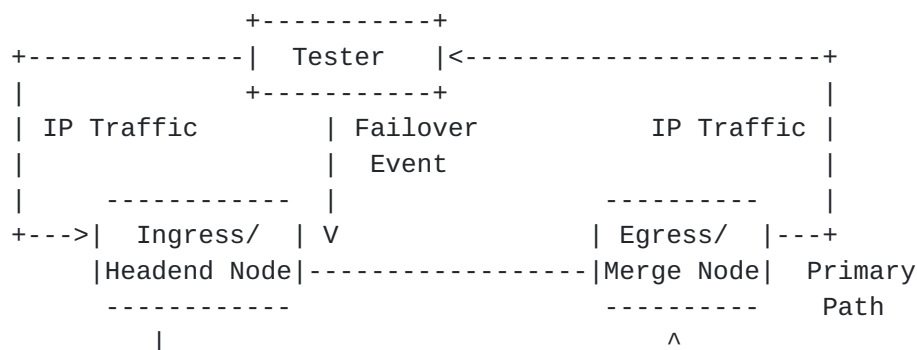 +-----------+
+--------------|  Tester   |<-----------------------+
|              +-----------+                        |
| IP Traffic        | Failover           IP Traffic |
|                   |  Event                        |
|     ------------  |                 ----------    |
+--->|  Ingress/  | V                | Egress/  |---+
|Headend Node|------------------|Merge Node|  Primary
------------                    ----------    Path
|                                ^